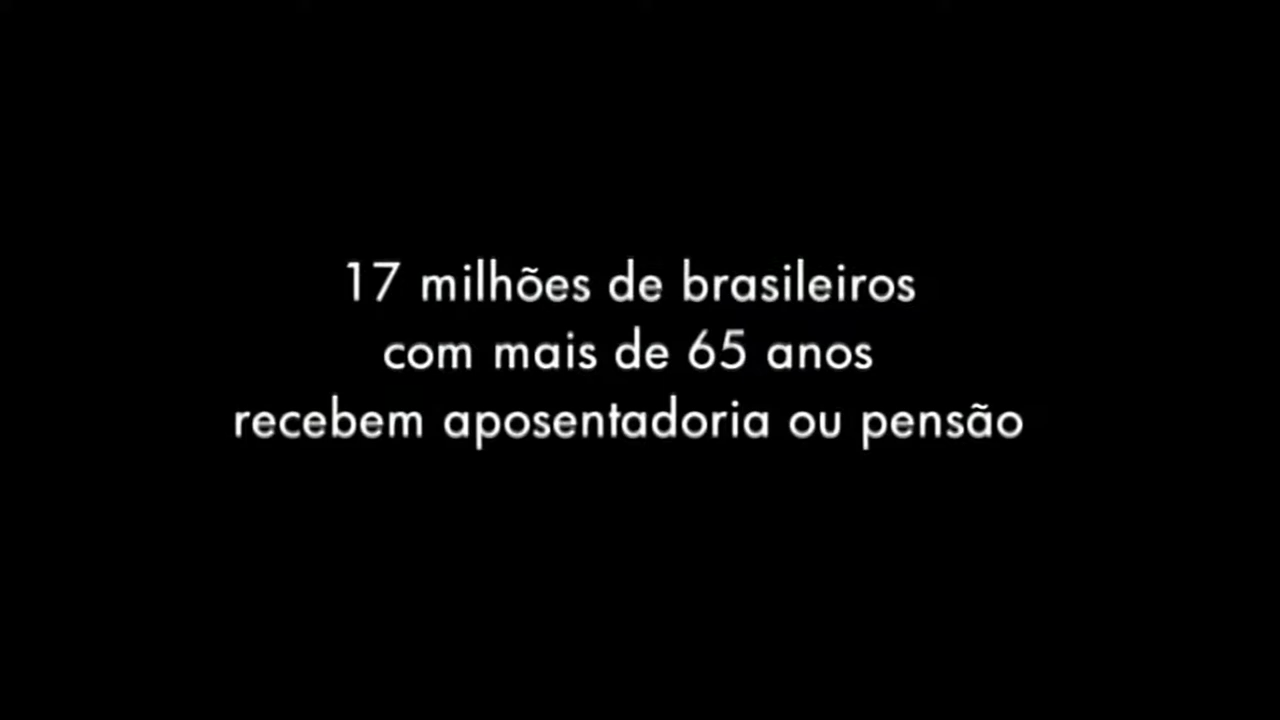 17 milhões de brasileiros
com mais de 65 anos
recebem aposentadoria ou pensão